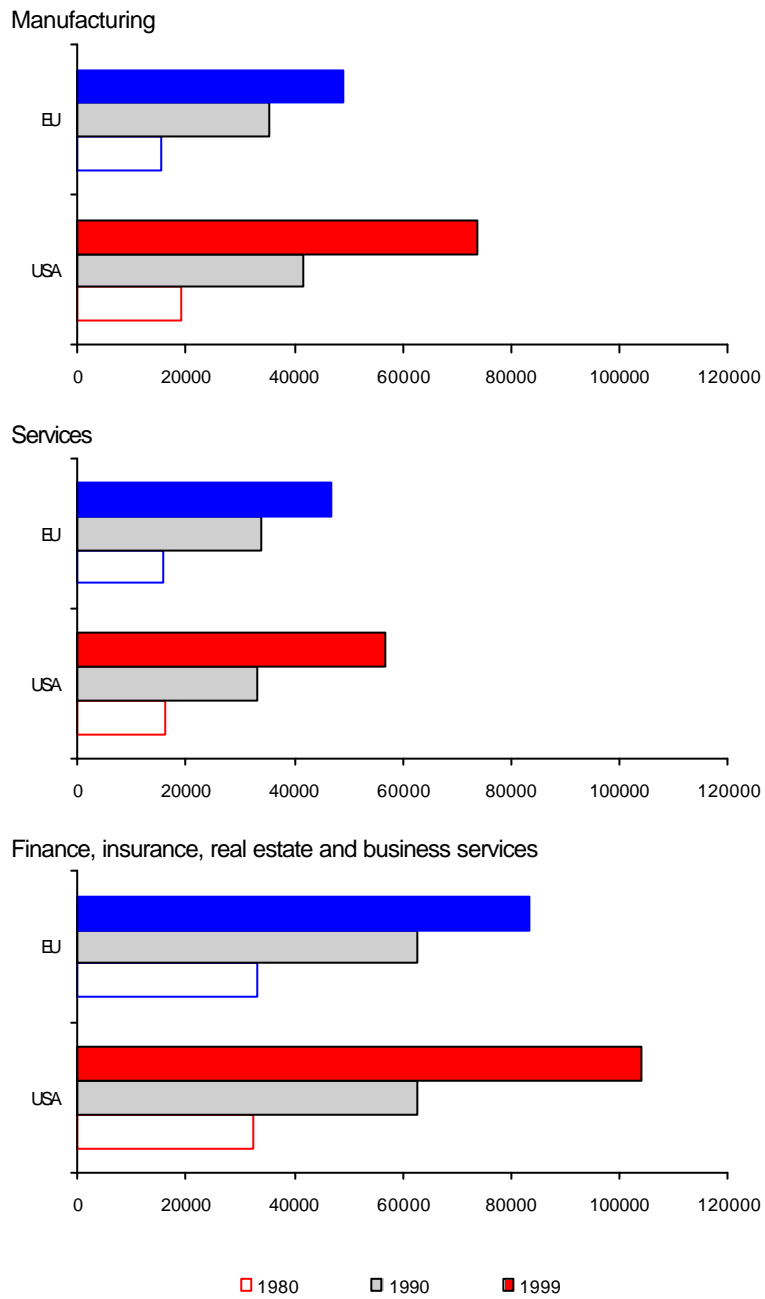 Manufacturing
EU
USA
0 20000 40000 60000 80000 100000 120000
Services
EU
USA
0 20000 40000 60000 80000 100000 120000
Finance, insurance, real estate and business services
EU
USA
0 20000 40000 60000 80000 100000 120000
1980 1990 1999